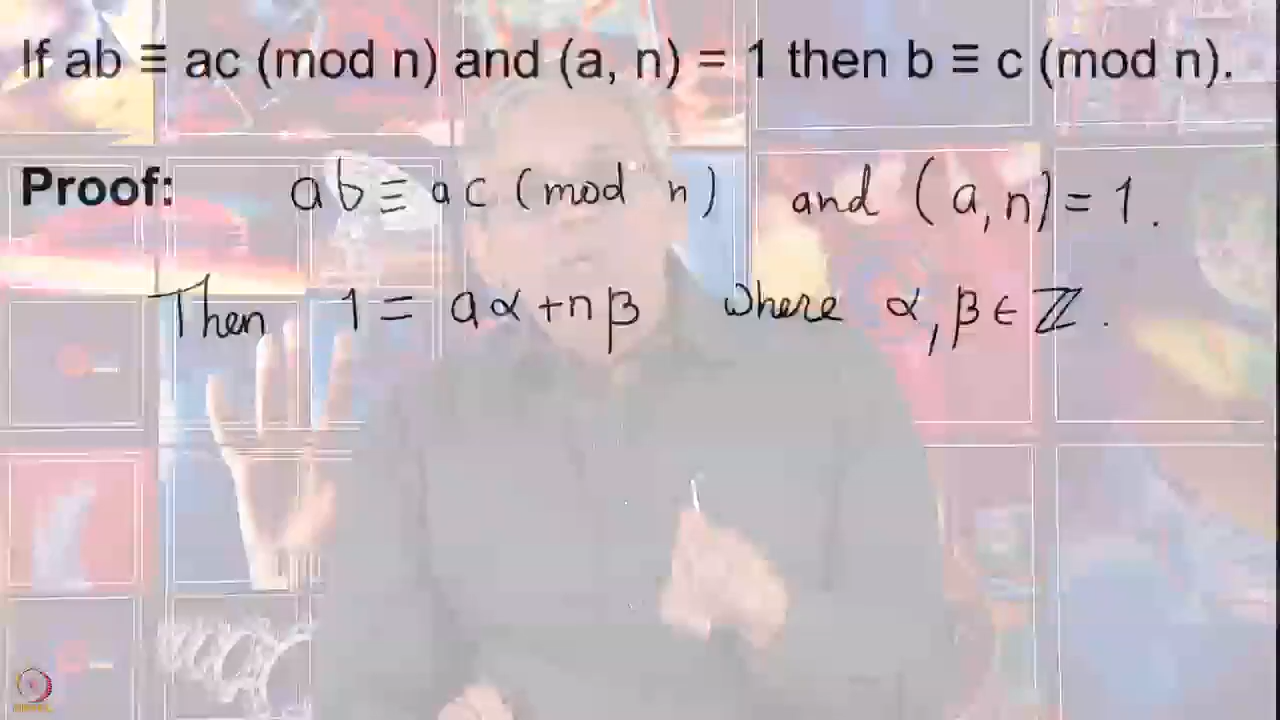 If ab ≡ ac (mod n) and (a, n) = 1 then b ≡ c (mod n).
Proof: ab ≡ ac (mod n) and (a,n) = 1.
Then 1 = aα + nβ where α, β ∈ ℤ.